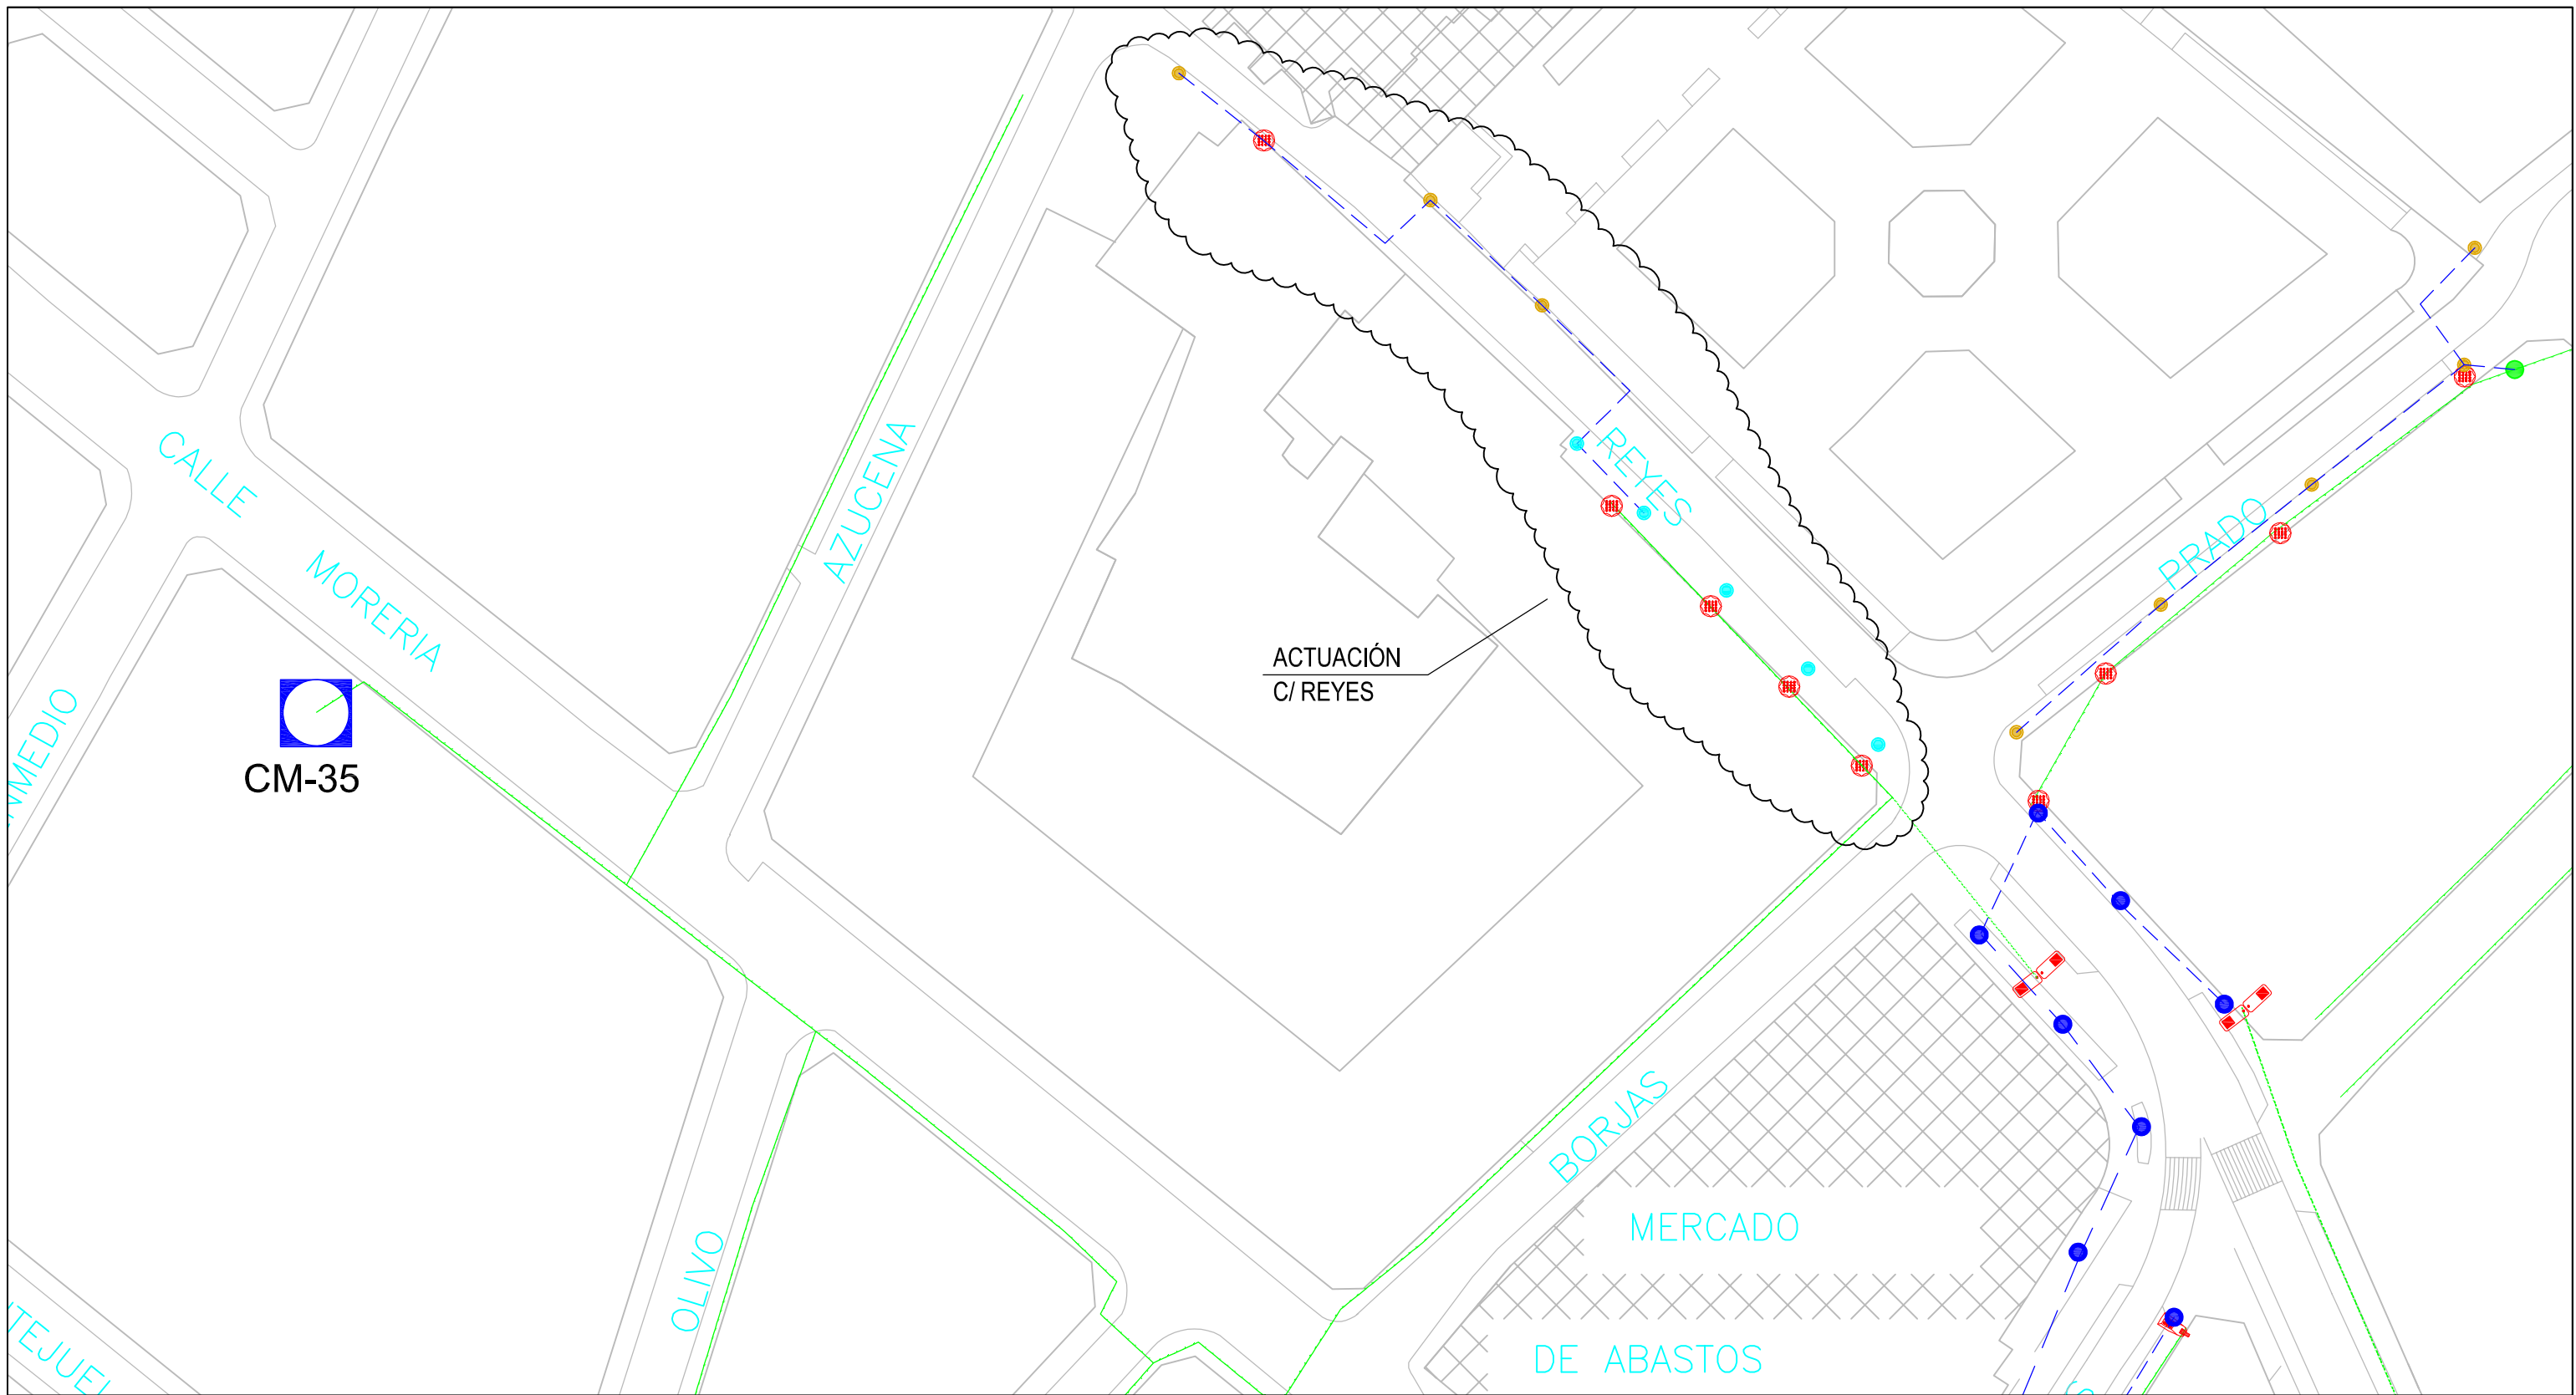 CALLE
MORERIA
AZUCENA
REYES
PRADO
ACTUACIÓN
C/ REYES
CM-35
OLIVO
BORJAS
MERCADO
DE ABASTOS